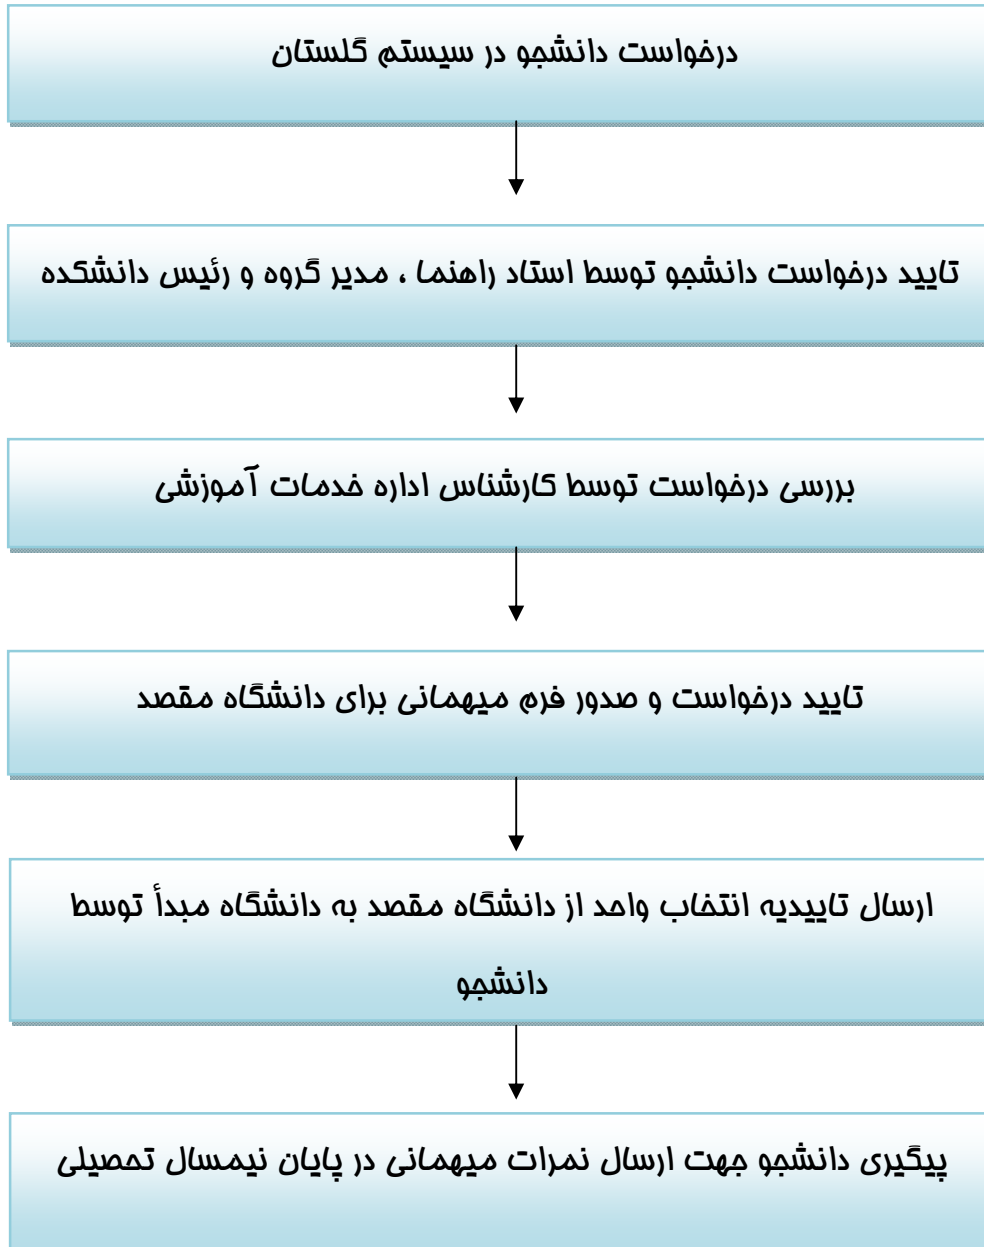 درخواست دانشجو در سیستم گلستان
تایید درخواست دانشجو توسط استاد راهنما ، مدیر گروه و رئیس دانشکده
بررسی درخواست توسط کارشناس اداره خدمات آموزشی
تایید درخواست و صدور فرم میهمانی برای دانشگاه مقصد
ارسال تاییدیه انتخاب واحد از دانشگاه مقصد به دانشگاه مبدأ توسط
دانشجو
پیگیری دانشجو جهت ارسال نمرات میهمانی در پایان نیمسال تحصیلی